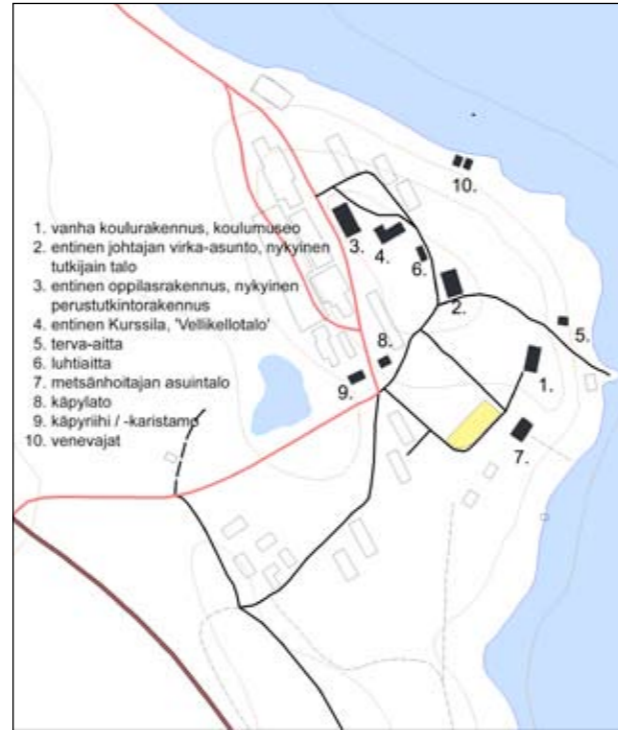 1. vanha koulurakennus, koulumuseo
2. entinen johtajan virka-asunto, nykyinen
tutkijain talo
3. entinen oppilasrakennus, nykyinen
perustutkintorakennus
4. entinen Kurssila, 'Vellikellotalo'
5. terva-aitta
6. luhtiaitta
7. metsänhoitajan asuintalo
8. käpylato
9. käpyriihi / -karistamo
10. venevajat
10.
3.
4.
6.
2.
5.
8.
1.
9.
7.